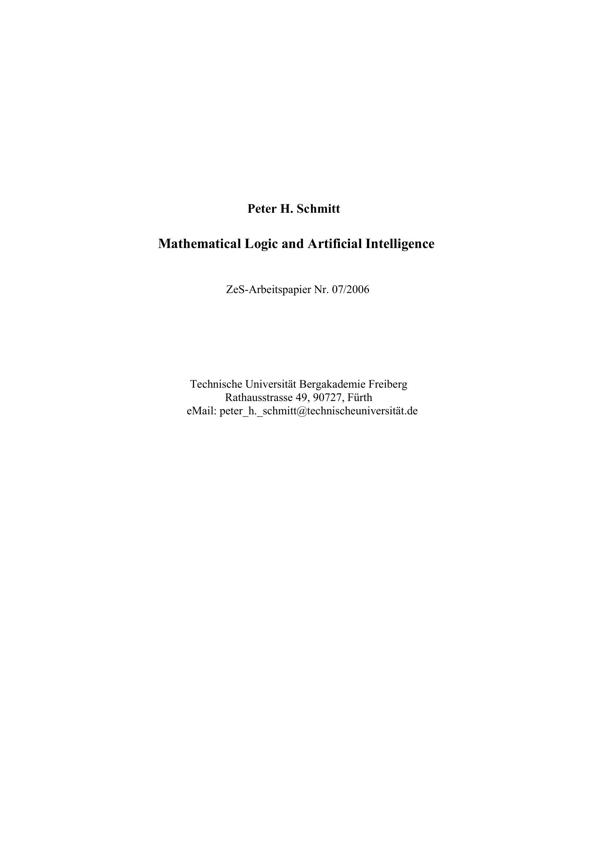 Peter H. Schmitt
Mathematical Logic and Artificial Intelligence
ZeS-Arbeitspapier Nr. 07/2006
Technische Universität Bergakademie Freiberg
Rathausstrasse 49, 90727, Fürth
eMail: peter_h._schmitt@technischeuniversität.de